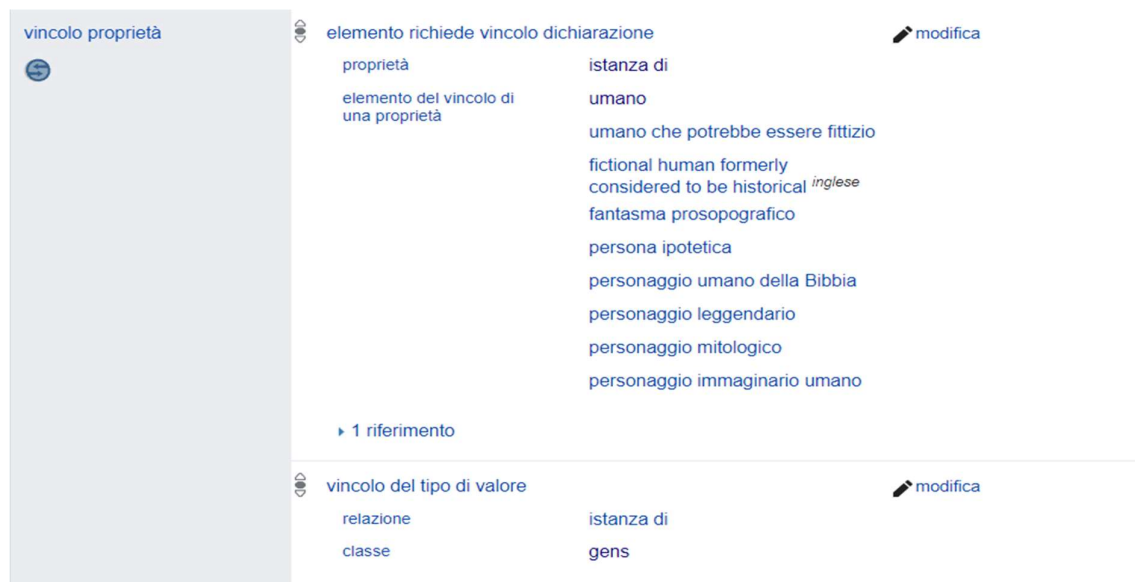 vincolo proprietà
elemento richiede vincolo dichiarazione
modifica
proprietà
istanza di
elemento del vincolo di
una proprietà
umano
umano che potrebbe essere fittizio
fictional human formerly
considered to be historical inglese
fantasma prosopografico
persona ipotetica
personaggio umano della Bibbia
personaggio leggendario
personaggio mitologico
personaggio immaginario umano
1 riferimento
vincolo del tipo di valore
modifica
relazione
istanza di
classe
gens